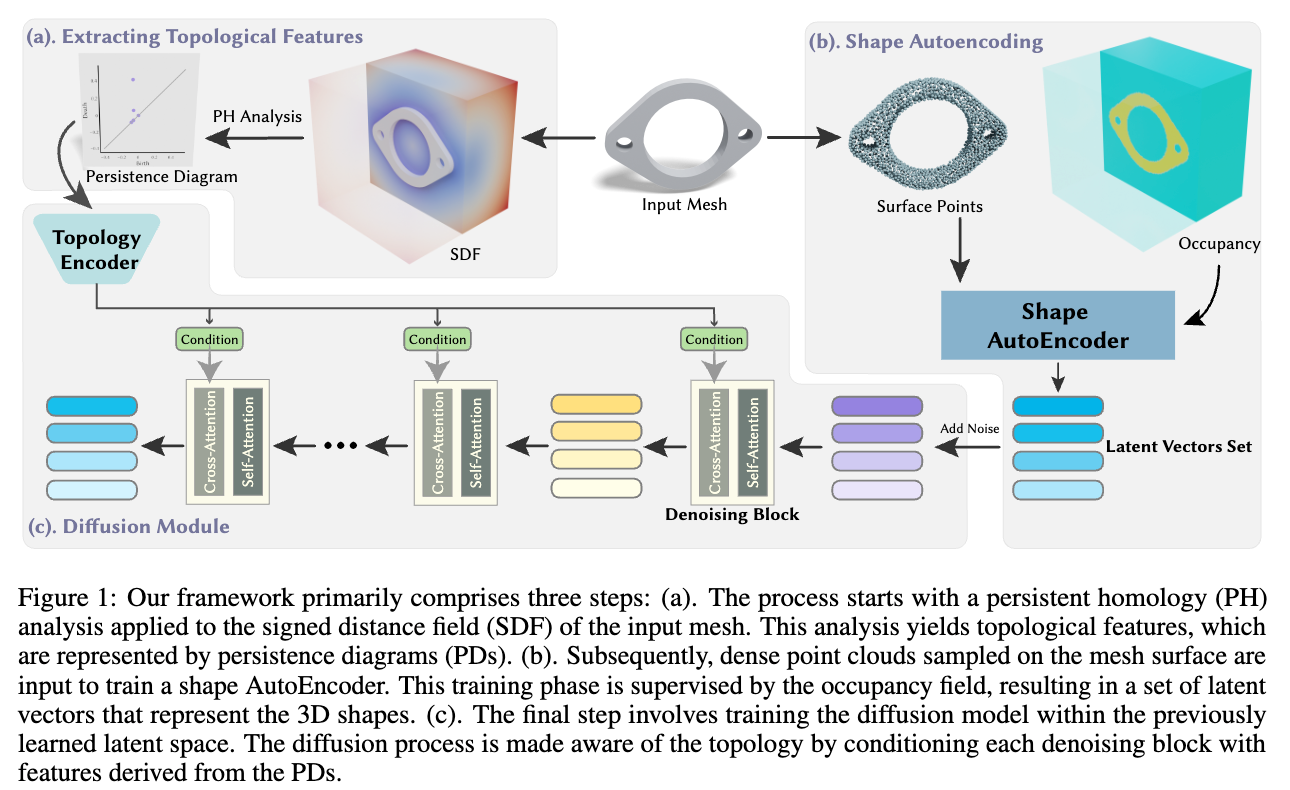 (a). Extracting Topological Features
(b). Shape Autoencoding
PH Analysis
Death
Birth
Persistence Diagram
SDF
Input Mesh
Surface Points
Occupancy
Topology
Encoder
Shape
AutoEncoder
Condition
Condition
Condition
Cross-Attention
Self-Attention
Cross-Attention
Self-Attention
Cross-Attention
Self-Attention
Add Noise
Latent Vectors Set
Denoising Block
(c). Diffusion Module
Figure 1: Our framework primarily comprises three steps: (a). The process starts with a persistent homology (PH)
analysis applied to the signed distance field (SDF) of the input mesh. This analysis yields topological features, which
are represented by persistence diagrams (PDs). (b). Subsequently, dense point clouds sampled on the mesh surface are
input to train a shape AutoEncoder. This training phase is supervised by the occupancy field, resulting in a set of latent
vectors that represent the 3D shapes. (c). The final step involves training the diffusion model within the previously
learned latent space. The diffusion process is made aware of the topology by conditioning each denoising block with
features derived from the PDs.